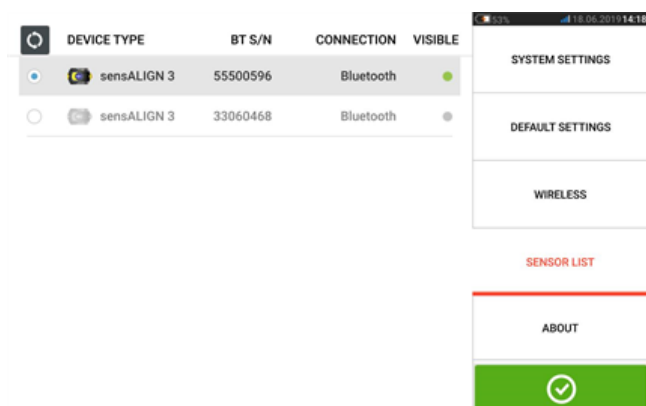 DEVICE TYPE BT S/N CONNECTION VISIBLE
sensALIGN 3 55500596 Bluetooth
sensALIGN 3 33060468 Bluetooth
53% 18.06.2019 14:18
SYSTEM SETTINGS
DEFAULT SETTINGS
WIRELESS
SENSOR LIST
ABOUT